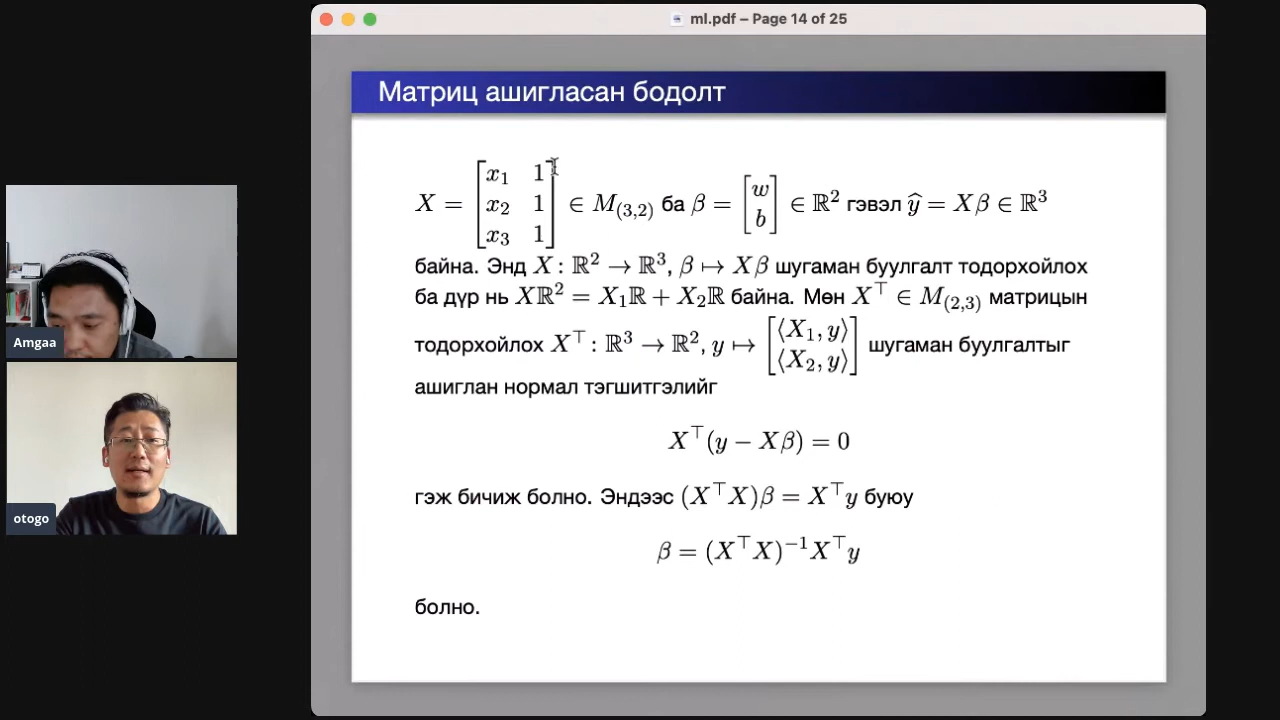 ml.pdf – Page 14 of 25
Матриц ашигласан бодолт
X = [x₁ 1; x₂ 1; x₃ 1] ∈ M₍₃,₂₎ ба β = [w; b] ∈ ℝ² гэвэл ŷ = Xβ ∈ ℝ³
байна. Энд X : ℝ² → ℝ³, β ↦ Xβ шугаман буулгалт тодорхойлох
ба дүр нь Xℝ² = X₁ℝ + X₂ℝ байна. Мөн X⊤ ∈ M₍₂,₃₎ матрицын
тодорхойлох X⊤ : ℝ³ → ℝ², y ↦ [⟨X₁, y⟩; ⟨X₂, y⟩] шугаман буулгалтыг
ашиглан нормал тэгшитгэлийг
X⊤(y − Xβ) = 0
гэж бичиж болно. Эндээс (X⊤X)β = X⊤y буюу
β = (X⊤X)⁻¹X⊤y
болно.
Amgaa
otogo